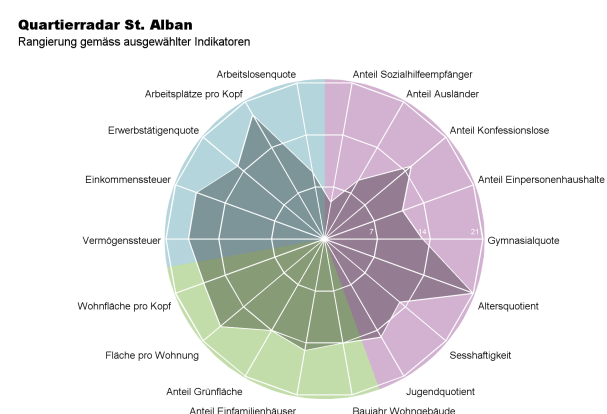 Quartierradar St. Alban
Rangierung gemäss ausgewählter Indikatoren
Arbeitslosenquote
Anteil Sozialhilfeempfänger
Arbeitsplätze pro Kopf
Anteil Ausländer
Erwerbstätigenquote
Anteil Konfessionslose
Einkommenssteuer
Anteil Einpersonenhaushalte
7
14
21
Vermögenssteuer
Gymnasialquote
Wohnfläche pro Kopf
Altersquotient
Fläche pro Wohnung
Sesshaftigkeit
Anteil Grünfläche
Jugendquotient
Anteil Einfamilienhäuser
Baujahr Wohngebäude